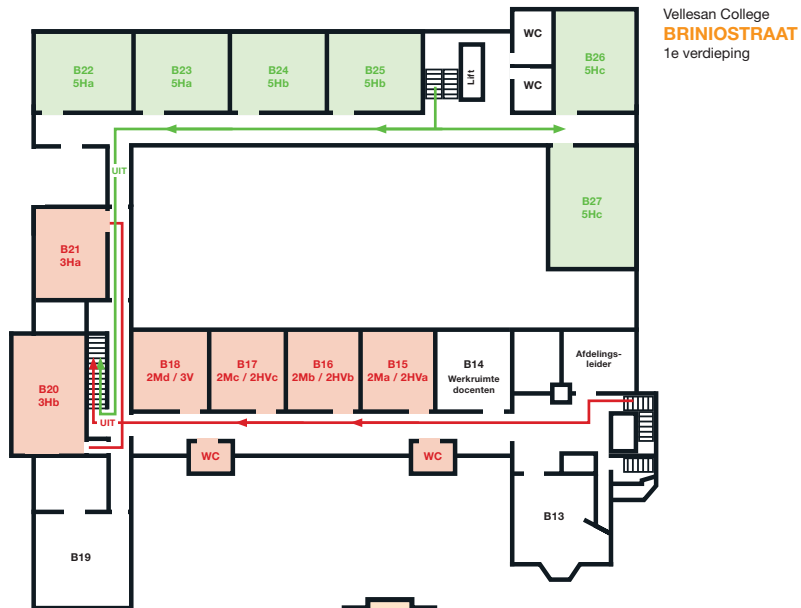 Vellesan College
BRINIOSTRAAT
1e verdieping
WC
WC
Lift
B22
5Ha
B23
5Ha
B24
5Hb
B25
5Hb
B26
5Hc
UIT
B27
5Hc
B21
3Ha
B20
3Hb
B18
2Md / 3V
B17
2Mc / 2HVc
B16
2Mb / 2HVb
B15
2Ma / 2HVa
B14
Werkruimte
docenten
Afdelings-
leider
UIT
WC
WC
B13
B19